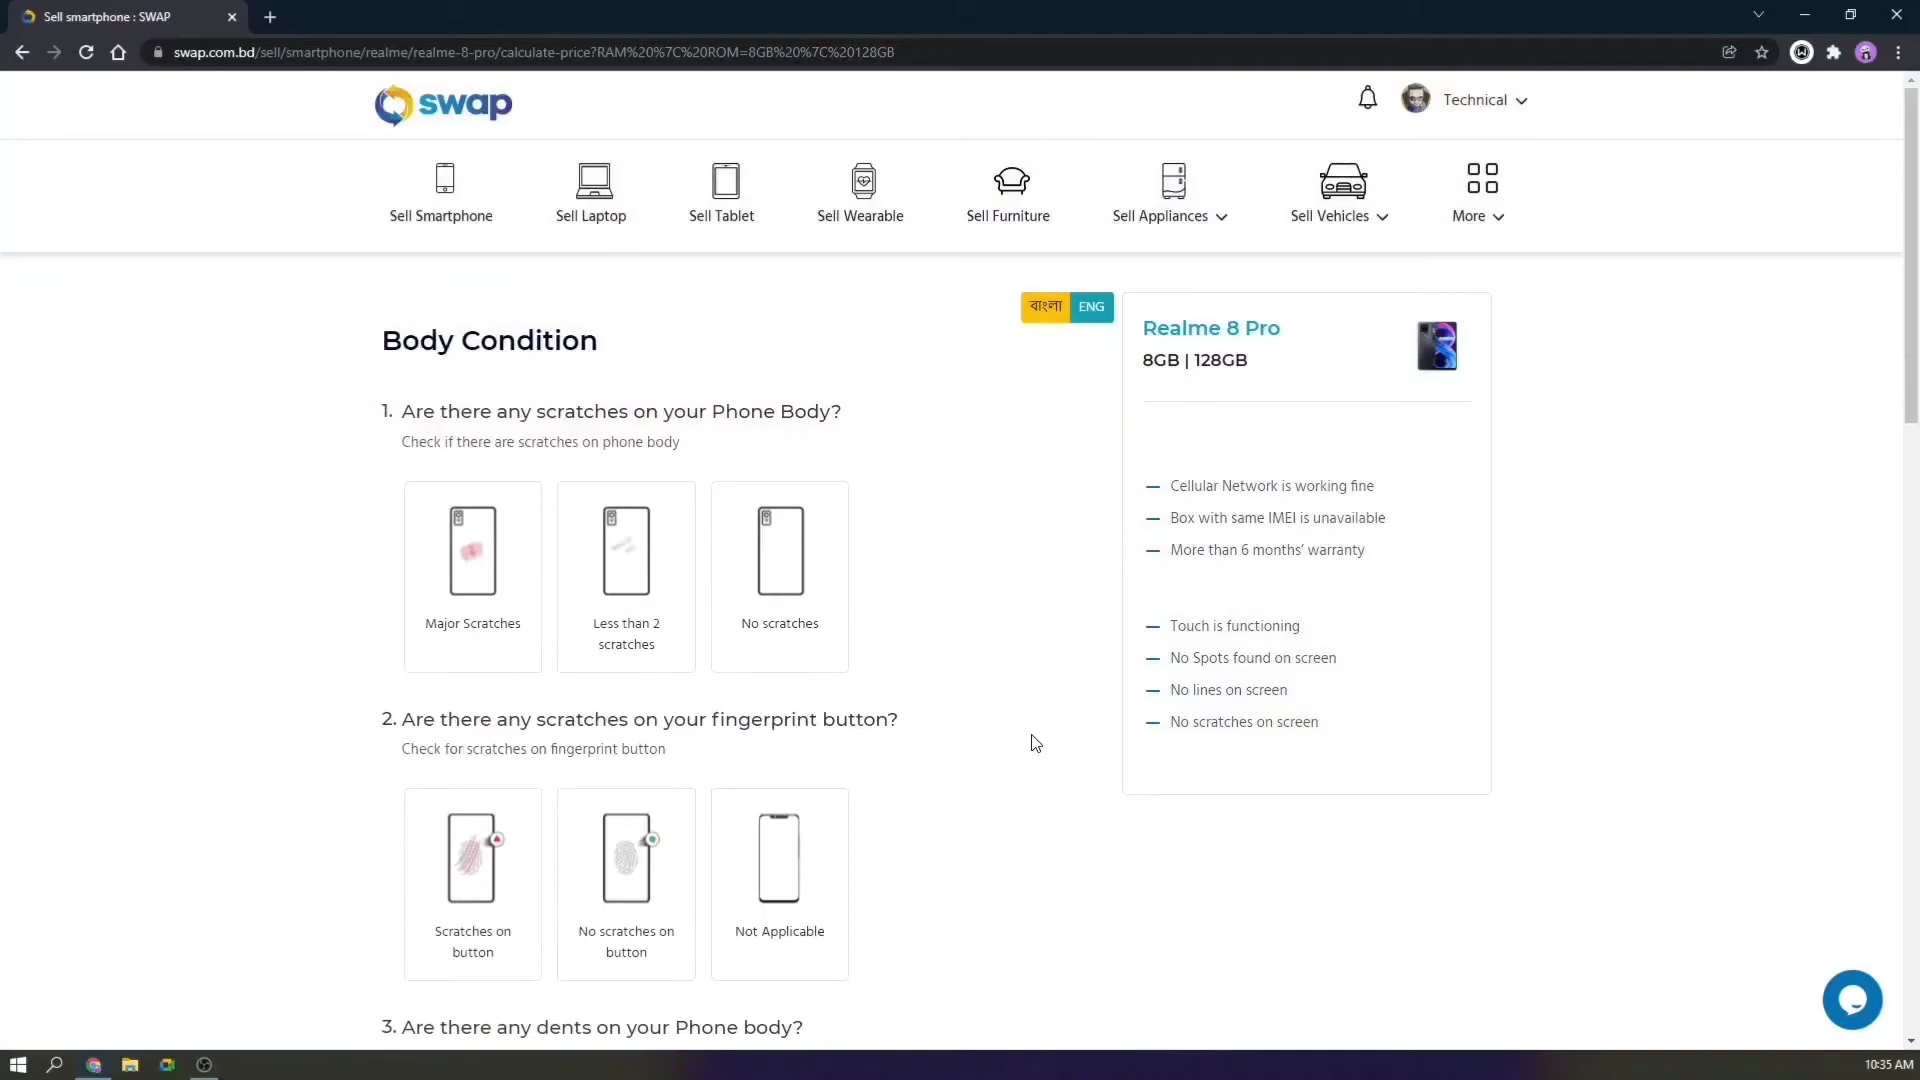 Sell smartphone : SWAP
swap.com.bd/sell/smartphone/realme/realme-8-pro/calculate-price?RAM%20%7C%20ROM=8GB%20%7C%20128GB
swap
Technical
Sell Smartphone
Sell Laptop
Sell Tablet
Sell Wearable
Sell Furniture
Sell Appliances
Sell Vehicles
More
বাংলা ENG
Body Condition
1. Are there any scratches on your Phone Body?
Check if there are scratches on phone body
Major Scratches
Less than 2
scratches
No scratches
2. Are there any scratches on your fingerprint button?
Check for scratches on fingerprint button
Scratches on
button
No scratches on
button
Not Applicable
3. Are there any dents on your Phone body?
Realme 8 Pro
8GB | 128GB
Cellular Network is working fine
Box with same IMEI is unavailable
More than 6 months’ warranty
Touch is functioning
No Spots found on screen
No lines on screen
No scratches on screen
10:35 AM